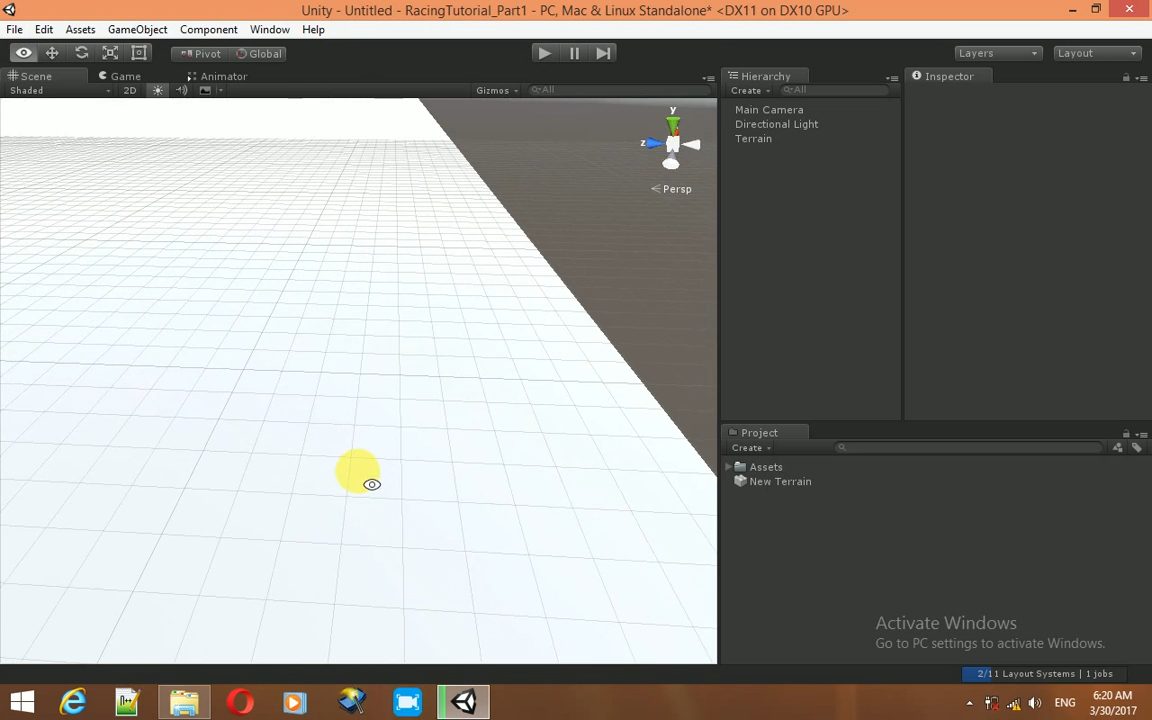 Unity - Untitled - RacingTutorial_Part1 - PC, Mac & Linux Standalone* <DX11 on DX10 GPU>
File Edit Assets GameObject Component Window Help
Pivot Global Layers Layout
Scene Game Animator Hierarchy Inspector
Shaded 2D Gizmos All Create All
y
z
Persp
Main Camera
Directional Light
Terrain
Project
Create
Assets
New Terrain
Activate Windows
Go to PC settings to activate Windows.
2/11 Layout Systems | 1 jobs
ENG
6:20 AM
3/30/2017